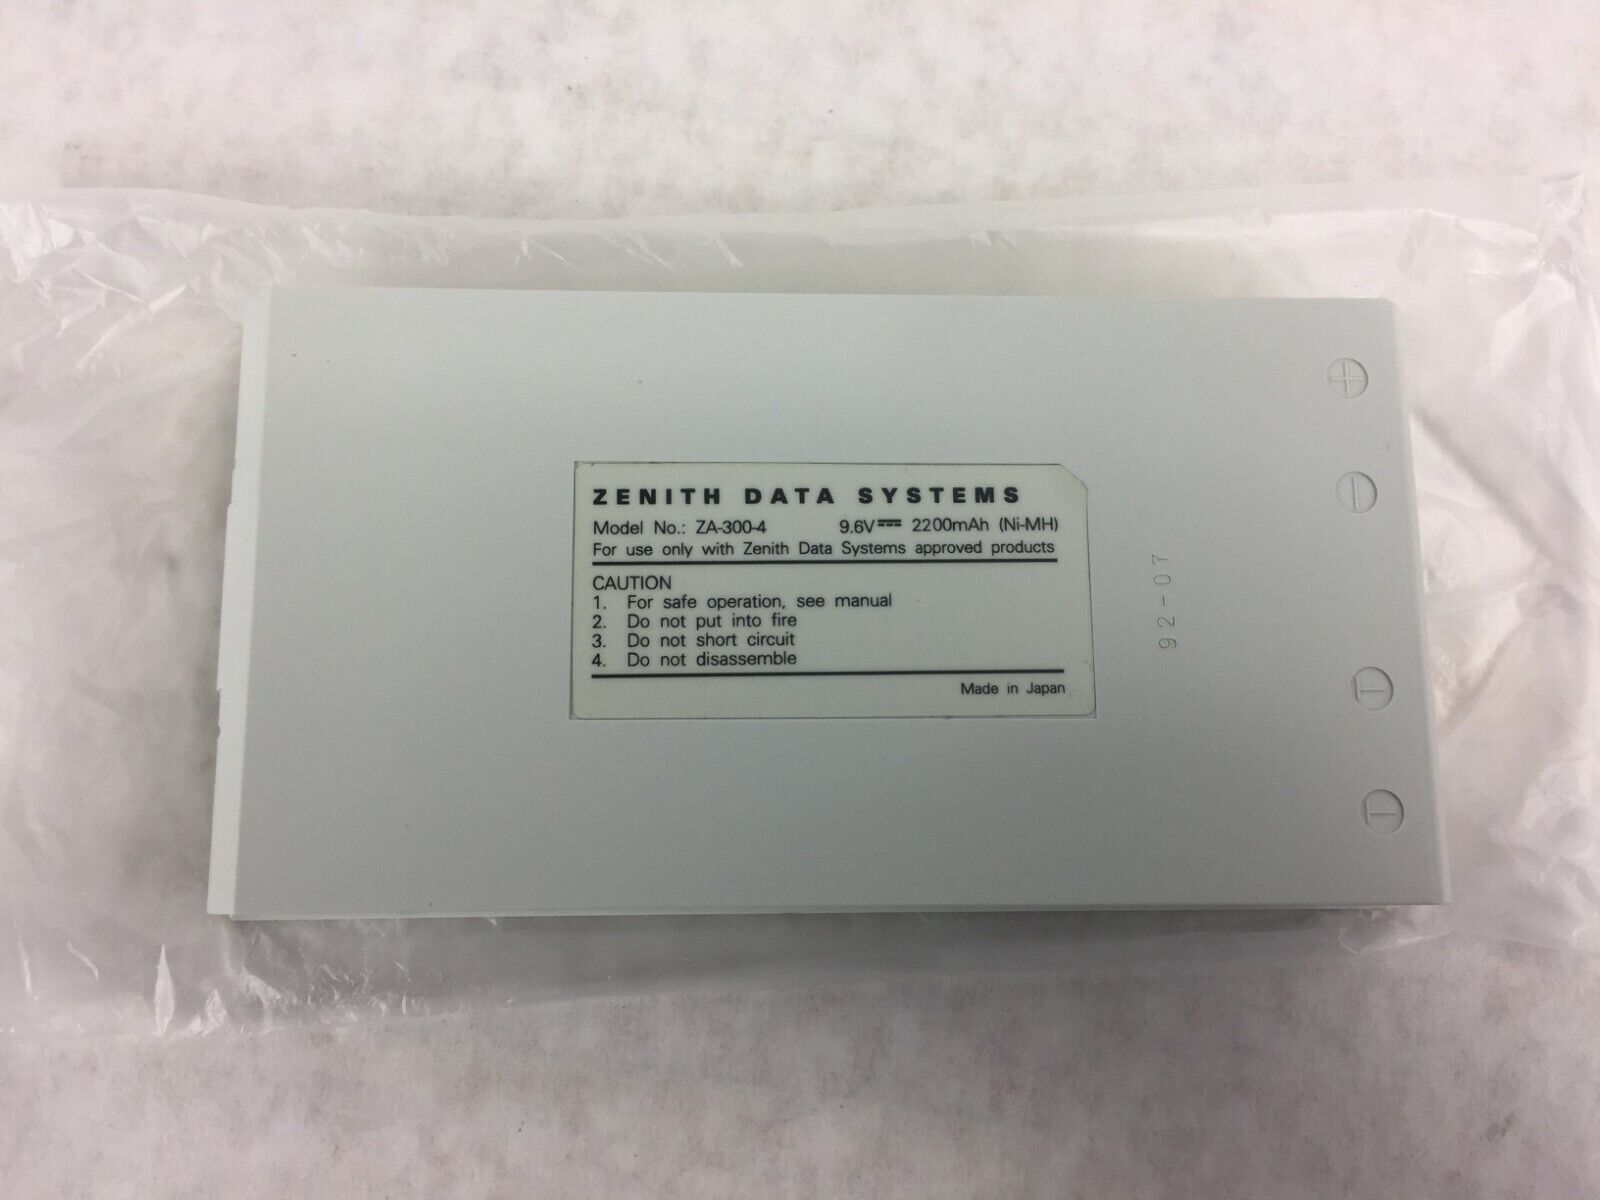 ZENITH DATA SYSTEMS
Model No.: ZA-300-4 9.6V⎓ 2200mAh (Ni-MH)
For use only with Zenith Data Systems approved products
CAUTION
1. For safe operation, see manual
2. Do not put into fire
3. Do not short circuit
4. Do not disassemble
Made in Japan
92-07
+
−
T
T